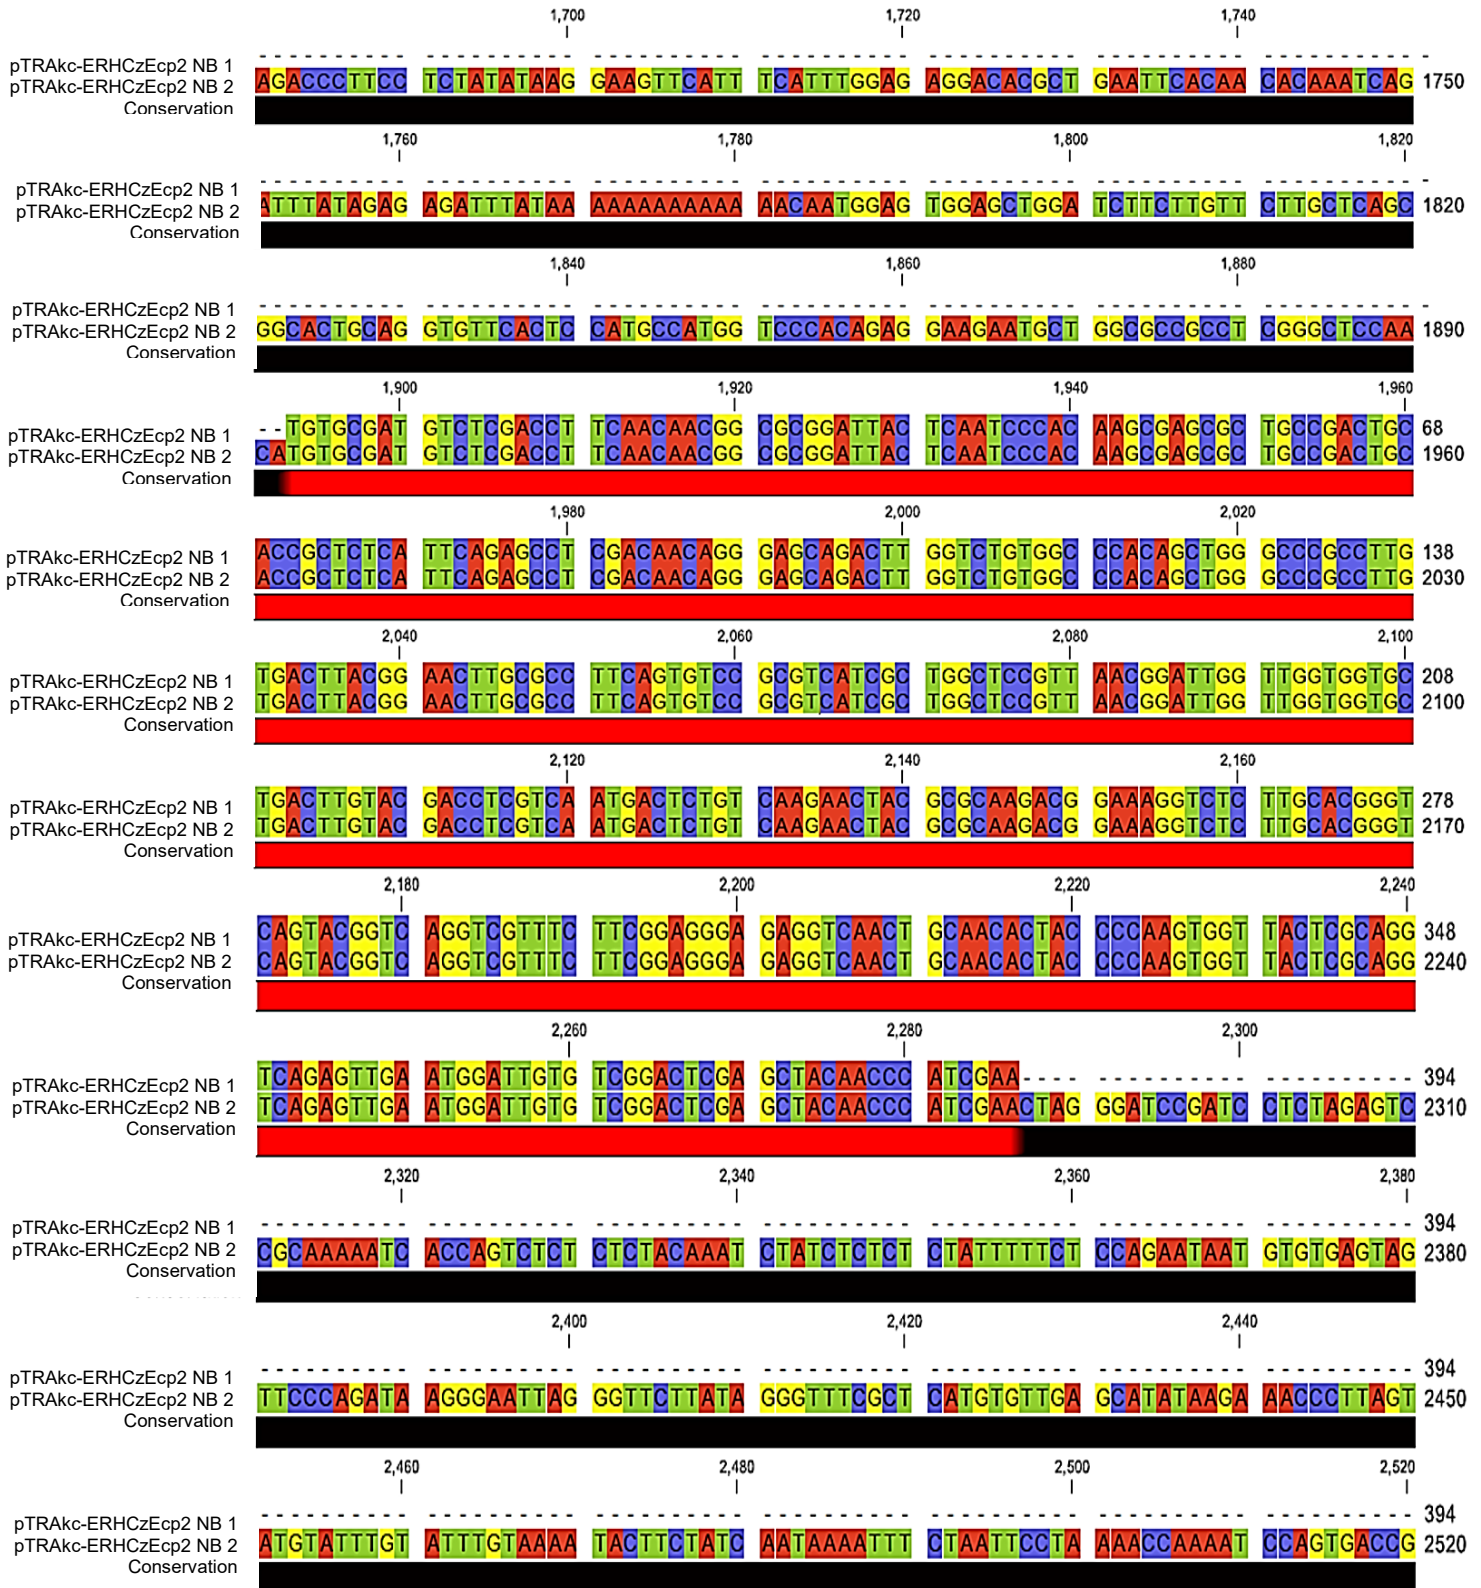 1,700 1,720 1,740
pTRAkc-ERHCzEcp2 NB 1 - - - - - - - - - - - - - - - - - - - - - - - - - - - - - - - - - - - - - - - - - - - - - - - - - - - - - - - - - - - - - - - - - - - - - - -
pTRAkc-ERHCzEcp2 NB 2 AGACCCTTCC TCTATATAAG GAAGTTCATT TCATTTGGAG AGGACACGCT GAATTCACAA CACAAATCAG 1750
Conservation
1,760 1,780 1,800 1,820
pTRAkc-ERHCzEcp2 NB 1 - - - - - - - - - - - - - - - - - - - - - - - - - - - - - - - - - - - - - - - - - - - - - - - - - - - - - - - - - - - - - - - - - - - - - - -
pTRAkc-ERHCzEcp2 NB 2 ATTTATAGAG AGATTTATAA AAAAAAAAAA AACAATGGAG TGGAGCTGGA TCTTCTTGTT CTTGCTCAGC 1820
Conservation
1,840 1,860 1,880
pTRAkc-ERHCzEcp2 NB 1 - - - - - - - - - - - - - - - - - - - - - - - - - - - - - - - - - - - - - - - - - - - - - - - - - - - - - - - - - - - - - - - - - - - - - - -
pTRAkc-ERHCzEcp2 NB 2 GGCACTGCAG GTGTTCACTC CATGCCATGG TCCCACAGAG GAAGAATGCT GGCGCCGCCT CGGGCTCCAA 1890
Conservation
1,900 1,920 1,940 1,960
pTRAkc-ERHCzEcp2 NB 1 - - TGTGCGAT GTCTCGACCT TCAACAACGG CGCGGATTAC TCAATCCCAC AAGCGAGCGC TGCCGACTGC 68
pTRAkc-ERHCzEcp2 NB 2 CATGTGCGAT GTCTCGACCT TCAACAACGG CGCGGATTAC TCAATCCCAC AAGCGAGCGC TGCCGACTGC 1960
Conservation
1,980 2,000 2,020
pTRAkc-ERHCzEcp2 NB 1 ACCGCTCTCA TTCAGAGCCT CGACAACAGG GAGCAGACTT GGTCTGTGGC CCACAGCTGG GCCCGCCTTG 138
pTRAkc-ERHCzEcp2 NB 2 ACCGCTCTCA TTCAGAGCCT CGACAACAGG GAGCAGACTT GGTCTGTGGC CCACAGCTGG GCCCGCCTTG 2030
Conservation
2,040 2,060 2,080 2,100
pTRAkc-ERHCzEcp2 NB 1 TGACTTACGG AACTTGCGCC TTCAGTGTCC GCGTCATCGC TGGCTCCGTT AACGGATTGG TTGGTGGTGC 208
pTRAkc-ERHCzEcp2 NB 2 TGACTTACGG AACTTGCGCC TTCAGTGTCC GCGTCATCGC TGGCTCCGTT AACGGATTGG TTGGTGGTGC 2100
Conservation
2,120 2,140 2,160
pTRAkc-ERHCzEcp2 NB 1 TGACTTGTAC GACCTCGTCA ATGACTCTGT CAAGAACTAC GCGCAAGACG GAAAGGTCTC TTGCACGGGT 278
pTRAkc-ERHCzEcp2 NB 2 TGACTTGTAC GACCTCGTCA ATGACTCTGT CAAGAACTAC GCGCAAGACG GAAAGGTCTC TTGCACGGGT 2170
Conservation
2,180 2,200 2,220 2,240
pTRAkc-ERHCzEcp2 NB 1 CAGTACGGTC AGGTCGTTTC TTCGGAGGGA GAGGTCAACT GCAACACTAC CCCAAGTGGT TACTCGCAGG 348
pTRAkc-ERHCzEcp2 NB 2 CAGTACGGTC AGGTCGTTTC TTCGGAGGGA GAGGTCAACT GCAACACTAC CCCAAGTGGT TACTCGCAGG 2240
Conservation
2,260 2,280 2,300
pTRAkc-ERHCzEcp2 NB 1 TCAGAGTTGA ATGGATTGTG TCGGACTCGA GCTACAACCC ATCGAA- - - - - - - - - - - - - - - - - - - - - - - - 394
pTRAkc-ERHCzEcp2 NB 2 TCAGAGTTGA ATGGATTGTG TCGGACTCGA GCTACAACCC ATCGAACTAG GGATCCGATC CTCTAGAGTC 2310
Conservation
2,320 2,340 2,360 2,380
pTRAkc-ERHCzEcp2 NB 1 - - - - - - - - - - - - - - - - - - - - - - - - - - - - - - - - - - - - - - - - - - - - - - - - - - - - - - - - - - - - - - - - - - - - - - 394
pTRAkc-ERHCzEcp2 NB 2 CGCAAAAATC ACCAGTCTCT CTCTACAAAT CTATCTCTCT CTATTTTTCT CCAGAATAAT GTGTGAGTAG 2380
Conservation
2,400 2,420 2,440
pTRAkc-ERHCzEcp2 NB 1 - - - - - - - - - - - - - - - - - - - - - - - - - - - - - - - - - - - - - - - - - - - - - - - - - - - - - - - - - - - - - - - - - - - - - - 394
pTRAkc-ERHCzEcp2 NB 2 TTCCCAGATA AGGGAATTAG GGTTCTTATA GGGTTTCGCT CATGTGTTGA GCATATAAGA AACCCTTAGT 2450
Conservation
2,460 2,480 2,500 2,520
pTRAkc-ERHCzEcp2 NB 1 - - - - - - - - - - - - - - - - - - - - - - - - - - - - - - - - - - - - - - - - - - - - - - - - - - - - - - - - - - - - - - - - - - - - - - 394
pTRAkc-ERHCzEcp2 NB 2 ATGTATTTGT ATTTGTAAAA TACTTCTATC AATAAAATTT CTAATTCCTA AAACCAAAAT CCAGTGACCG 2520
Conservation